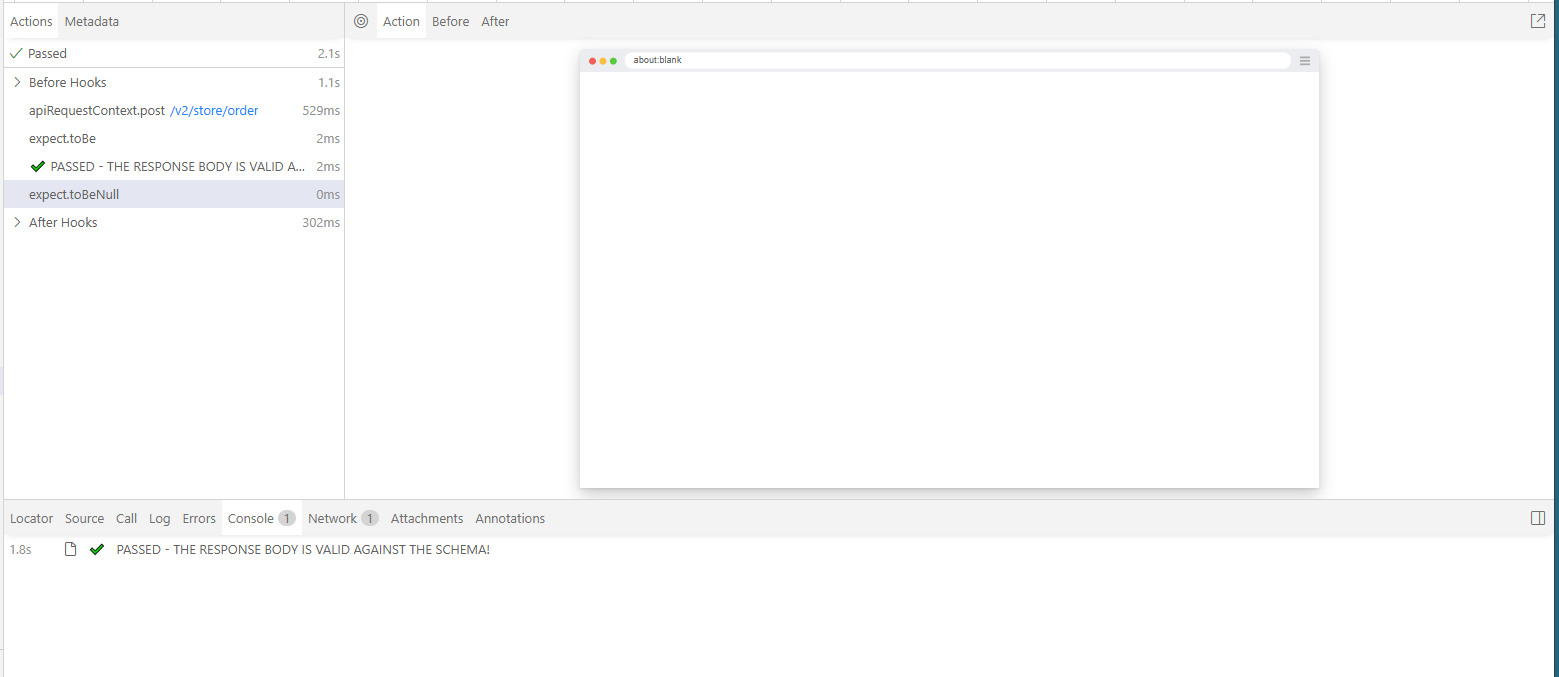 Actions Metadata
Passed 2.1s
Before Hooks 1.1s
apiRequestContext.post /v2/store/order 529ms
expect.toBe 2ms
✔ PASSED - THE RESPONSE BODY IS VALID A... 2ms
expect.toBeNull 0ms
After Hooks 302ms
Action Before After
about:blank
Locator Source Call Log Errors Console 1 Network 1 Attachments Annotations
1.8s ✔ PASSED - THE RESPONSE BODY IS VALID AGAINST THE SCHEMA!